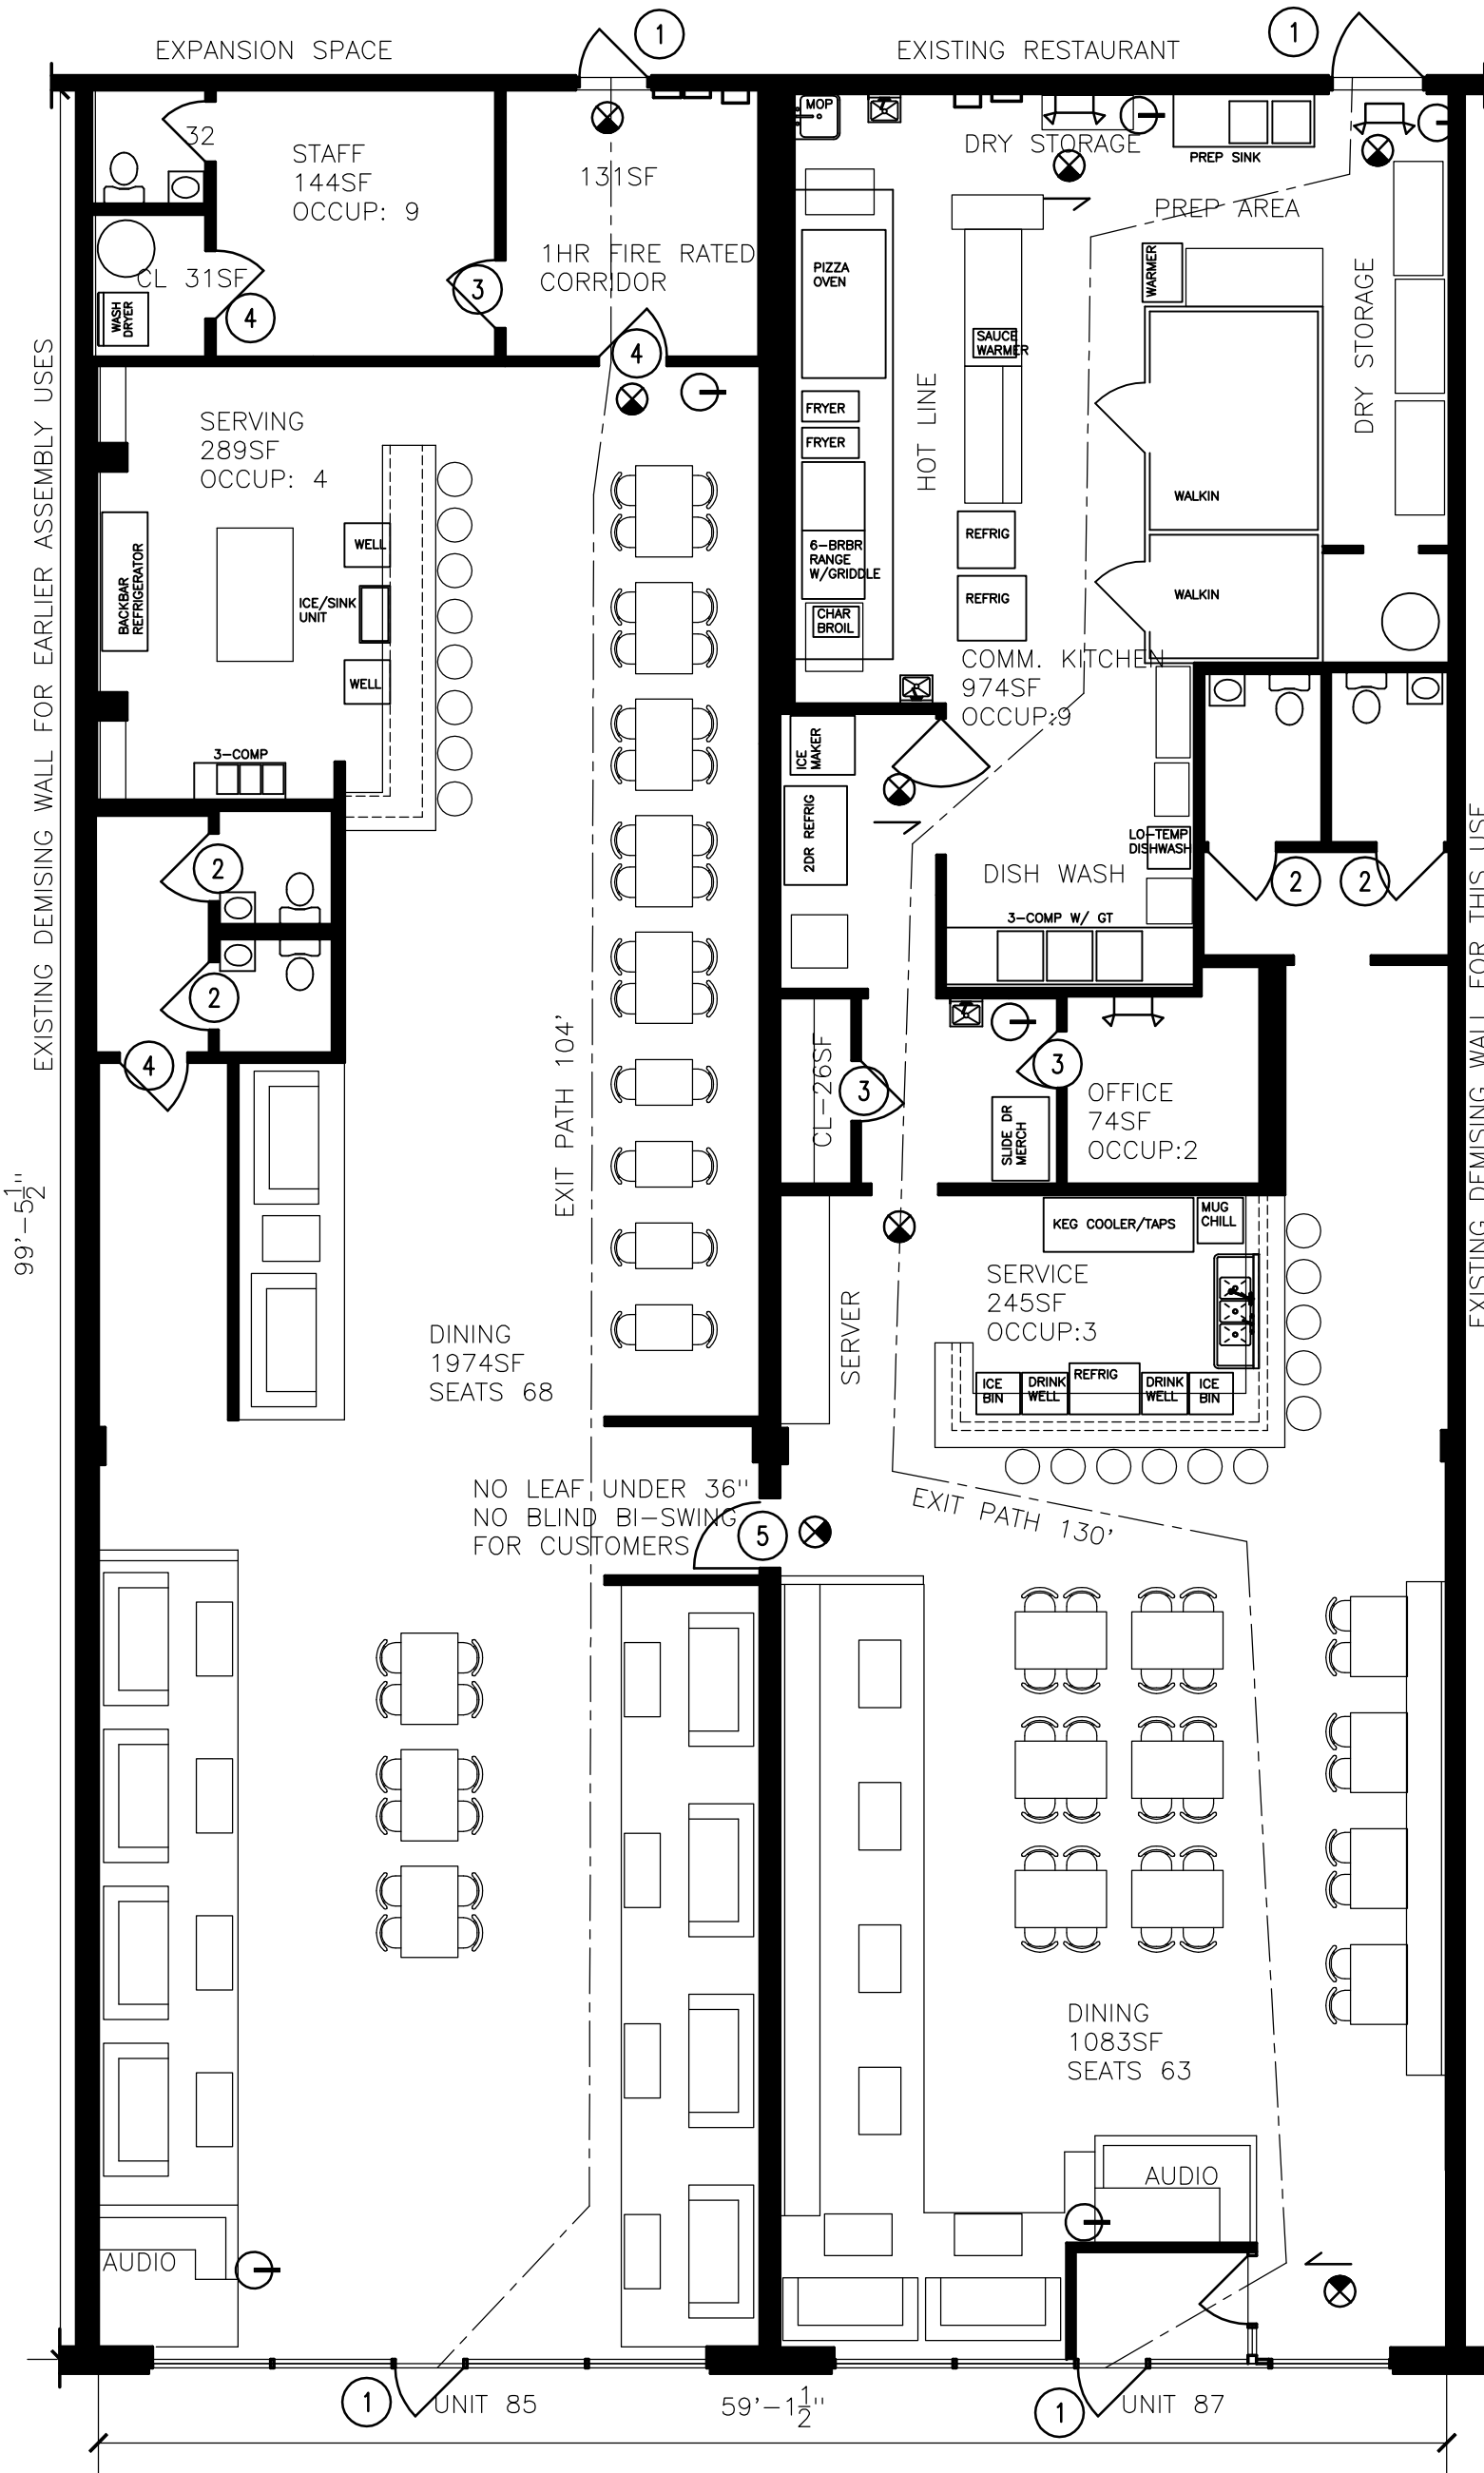 EXPANSION SPACE
1
EXISTING RESTAURANT
1
32
STAFF
144SF
OCCUP: 9
131SF
1HR FIRE RATED
CORRIDOR
CL 31SF
WASH
DRYER
4
3
4
MOP
DRY STORAGE
PREP SINK
PREP AREA
PIZZA
OVEN
WARMER
DRY STORAGE
SAUCE
WARMER
HOT LINE
FRYER
FRYER
6-BRBR
RANGE
W/GRIDDLE
CHAR
BROIL
REFRIG
REFRIG
WALKIN
WALKIN
COMM. KITCHEN
974SF
OCCUP:9
EXISTING DEMISING WALL FOR EARLIER ASSEMBLY USES
SERVING
289SF
OCCUP: 4
BACKBAR
REFRIGERATOR
WELL
ICE/SINK
UNIT
WELL
3-COMP
2
2
4
ICE
MAKER
2DR REFRIG
LO-TEMP
DISHWASH
DISH WASH
3-COMP W/ GT
2
2
EXISTING DEMISING WALL FOR THIS USE
99'-5 1/2"
EXIT PATH 104'
CL-26SF
3
3
SLIDE DR
MERCH
OFFICE
74SF
OCCUP:2
KEG COOLER/TAPS
MUG
CHILL
SERVICE
245SF
OCCUP:3
SERVER
ICE
BIN
DRINK
WELL
REFRIG
DRINK
WELL
ICE
BIN
DINING
1974SF
SEATS 68
NO LEAF UNDER 36"
NO BLIND BI-SWING
FOR CUSTOMERS
5
EXIT PATH 130'
DINING
1083SF
SEATS 63
AUDIO
AUDIO
1
UNIT 85
59'-1 1/2"
1
UNIT 87